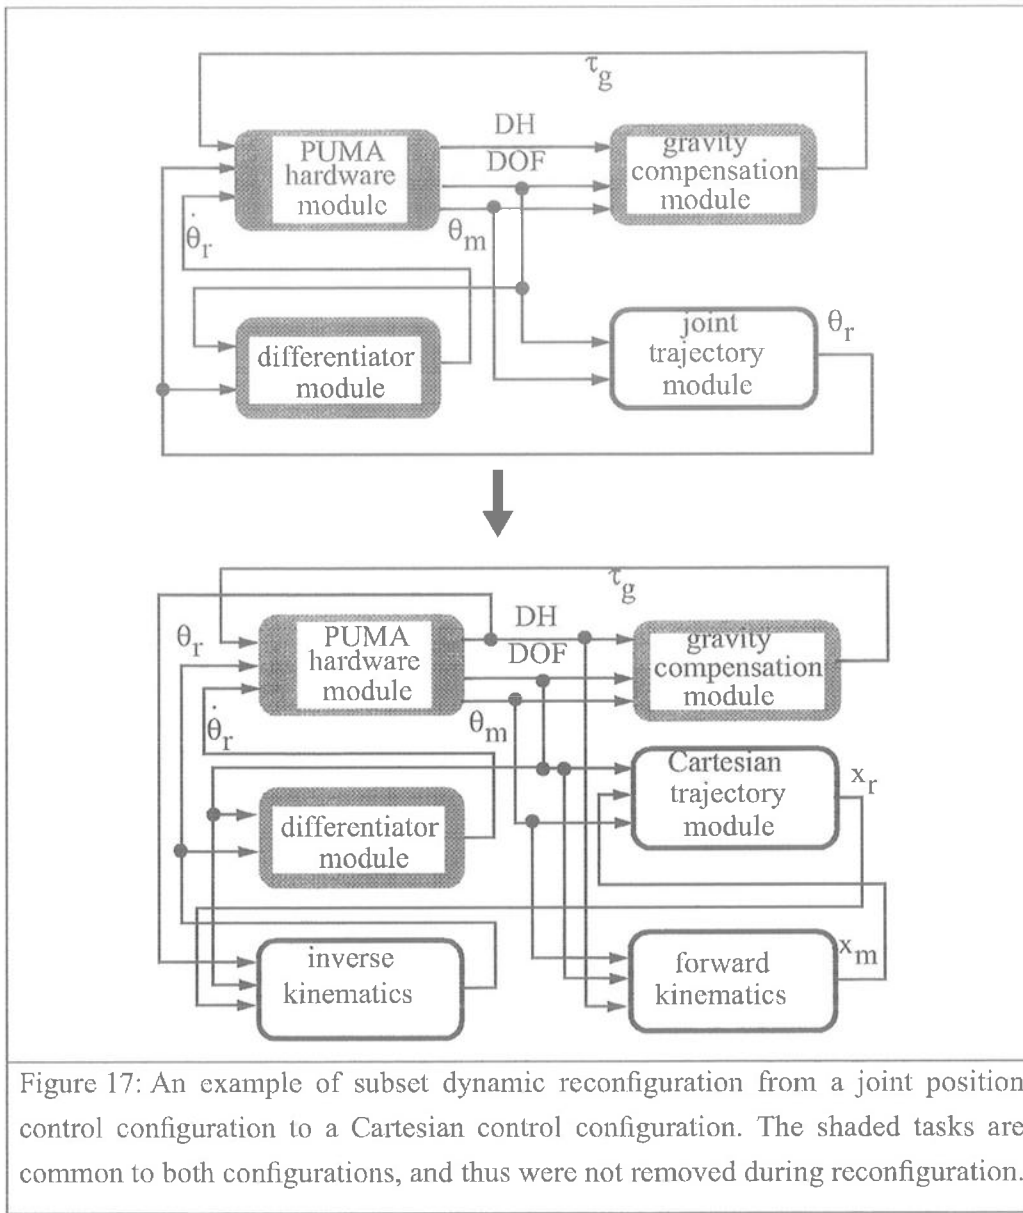 τg
PUMA
hardware
module
DH
DOF
gravity
compensation
module
θ̇r
θm
differentiator
module
joint
trajectory
module
θr
τg
θr
PUMA
hardware
module
DH
DOF
gravity
compensation
module
θ̇r
θm
Cartesian
trajectory
module
xr
differentiator
module
inverse
kinematics
forward
kinematics
xm
Figure 17: An example of subset dynamic reconfiguration from a joint position
control configuration to a Cartesian control configuration. The shaded tasks are
common to both configurations, and thus were not removed during reconfiguration.